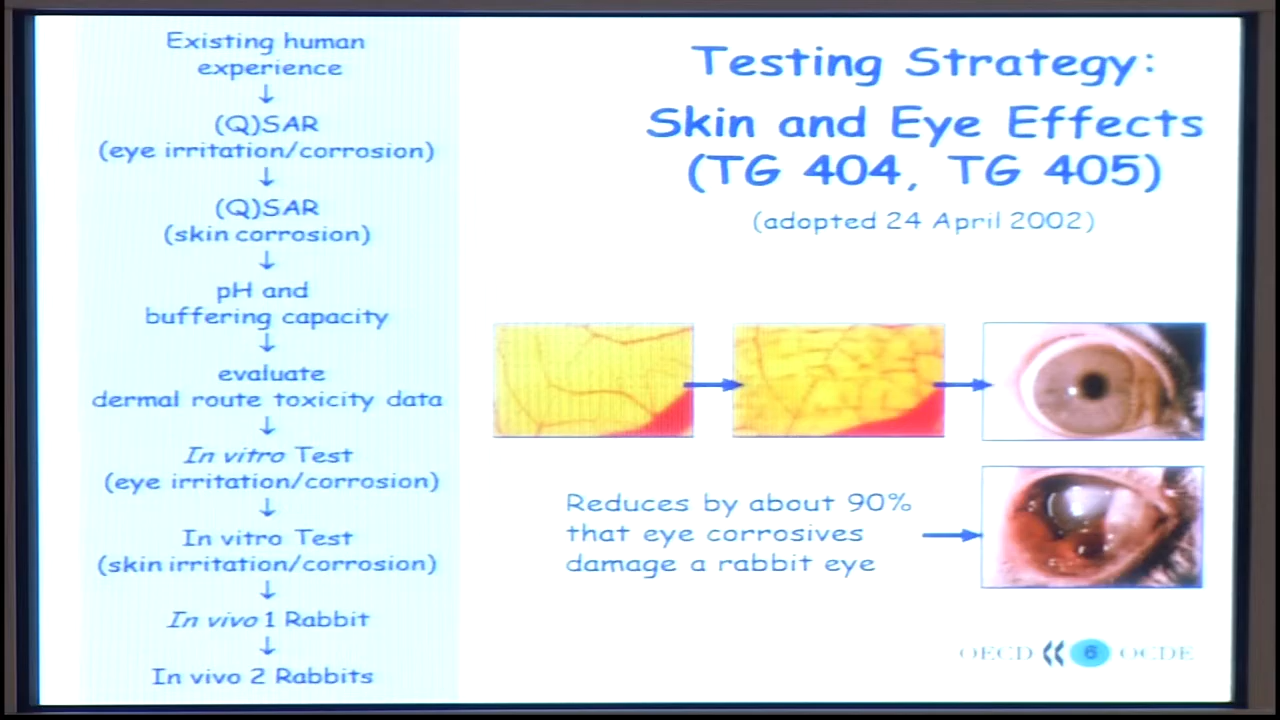 Existing human
experience
↓
(Q)SAR
(eye irritation/corrosion)
↓
(Q)SAR
(skin corrosion)
↓
pH and
buffering capacity
↓
evaluate
dermal route toxicity data
↓
In vitro Test
(eye irritation/corrosion)
↓
In vitro Test
(skin irritation/corrosion)
↓
In vivo 1 Rabbit
↓
In vivo 2 Rabbits
Testing Strategy:
Skin and Eye Effects
(TG 404, TG 405)
(adopted 24 April 2002)
Reduces by about 90%
that eye corrosives
damage a rabbit eye
OECD 6 OCDE